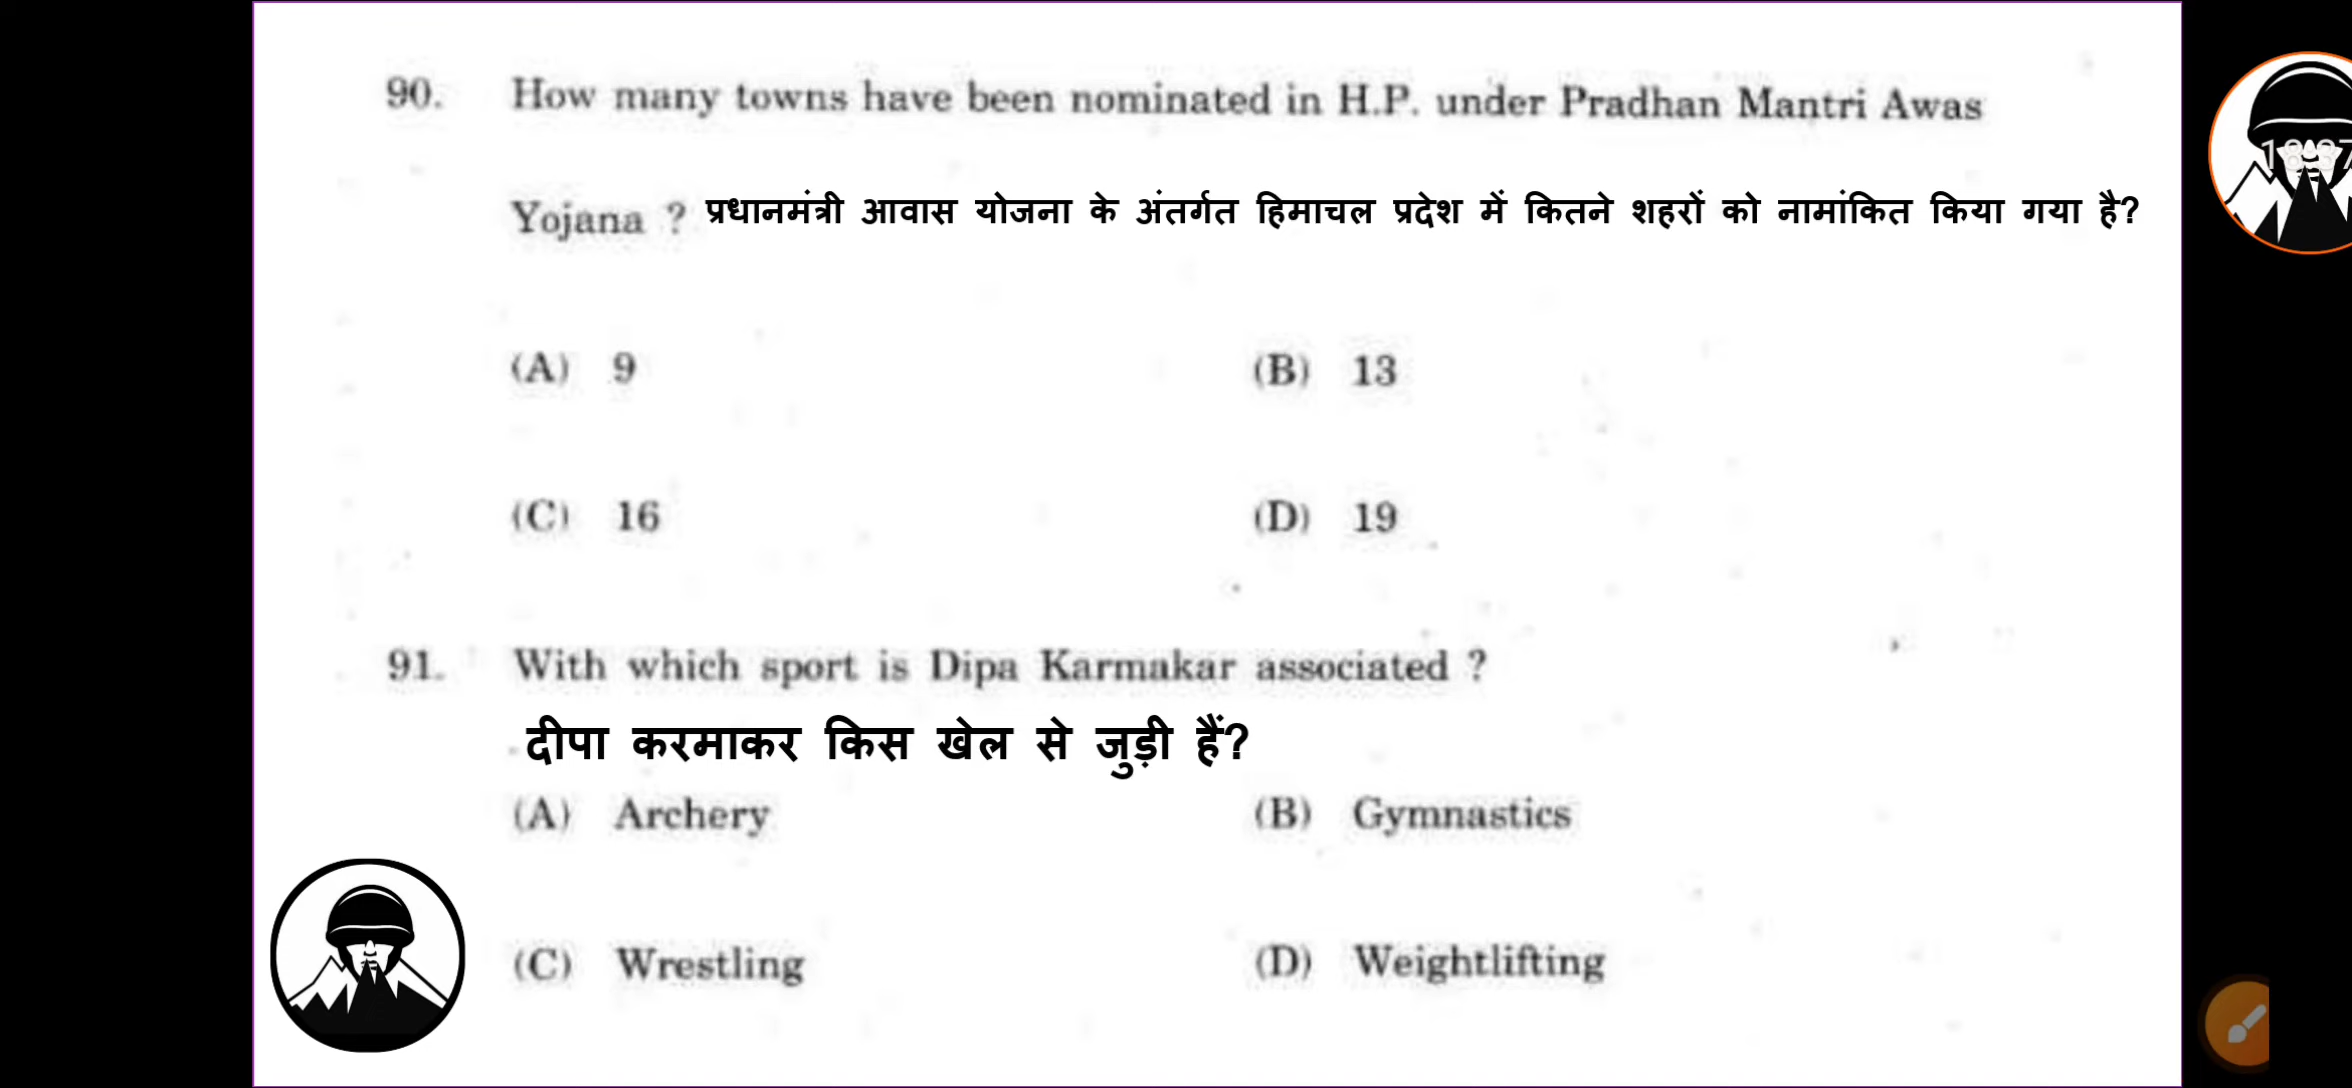 90. How many towns have been nominated in H.P. under Pradhan Mantri Awas
Yojana ? प्रधानमंत्री आवास योजना के अंतर्गत हिमाचल प्रदेश में कितने शहरों को नामांकित किया गया है?
(A) 9 (B) 13
(C) 16 (D) 19
91. With which sport is Dipa Karmakar associated ?
दीपा करमाकर किस खेल से जुड़ी हैं?
(A) Archery (B) Gymnastics
(C) Wrestling (D) Weightlifting